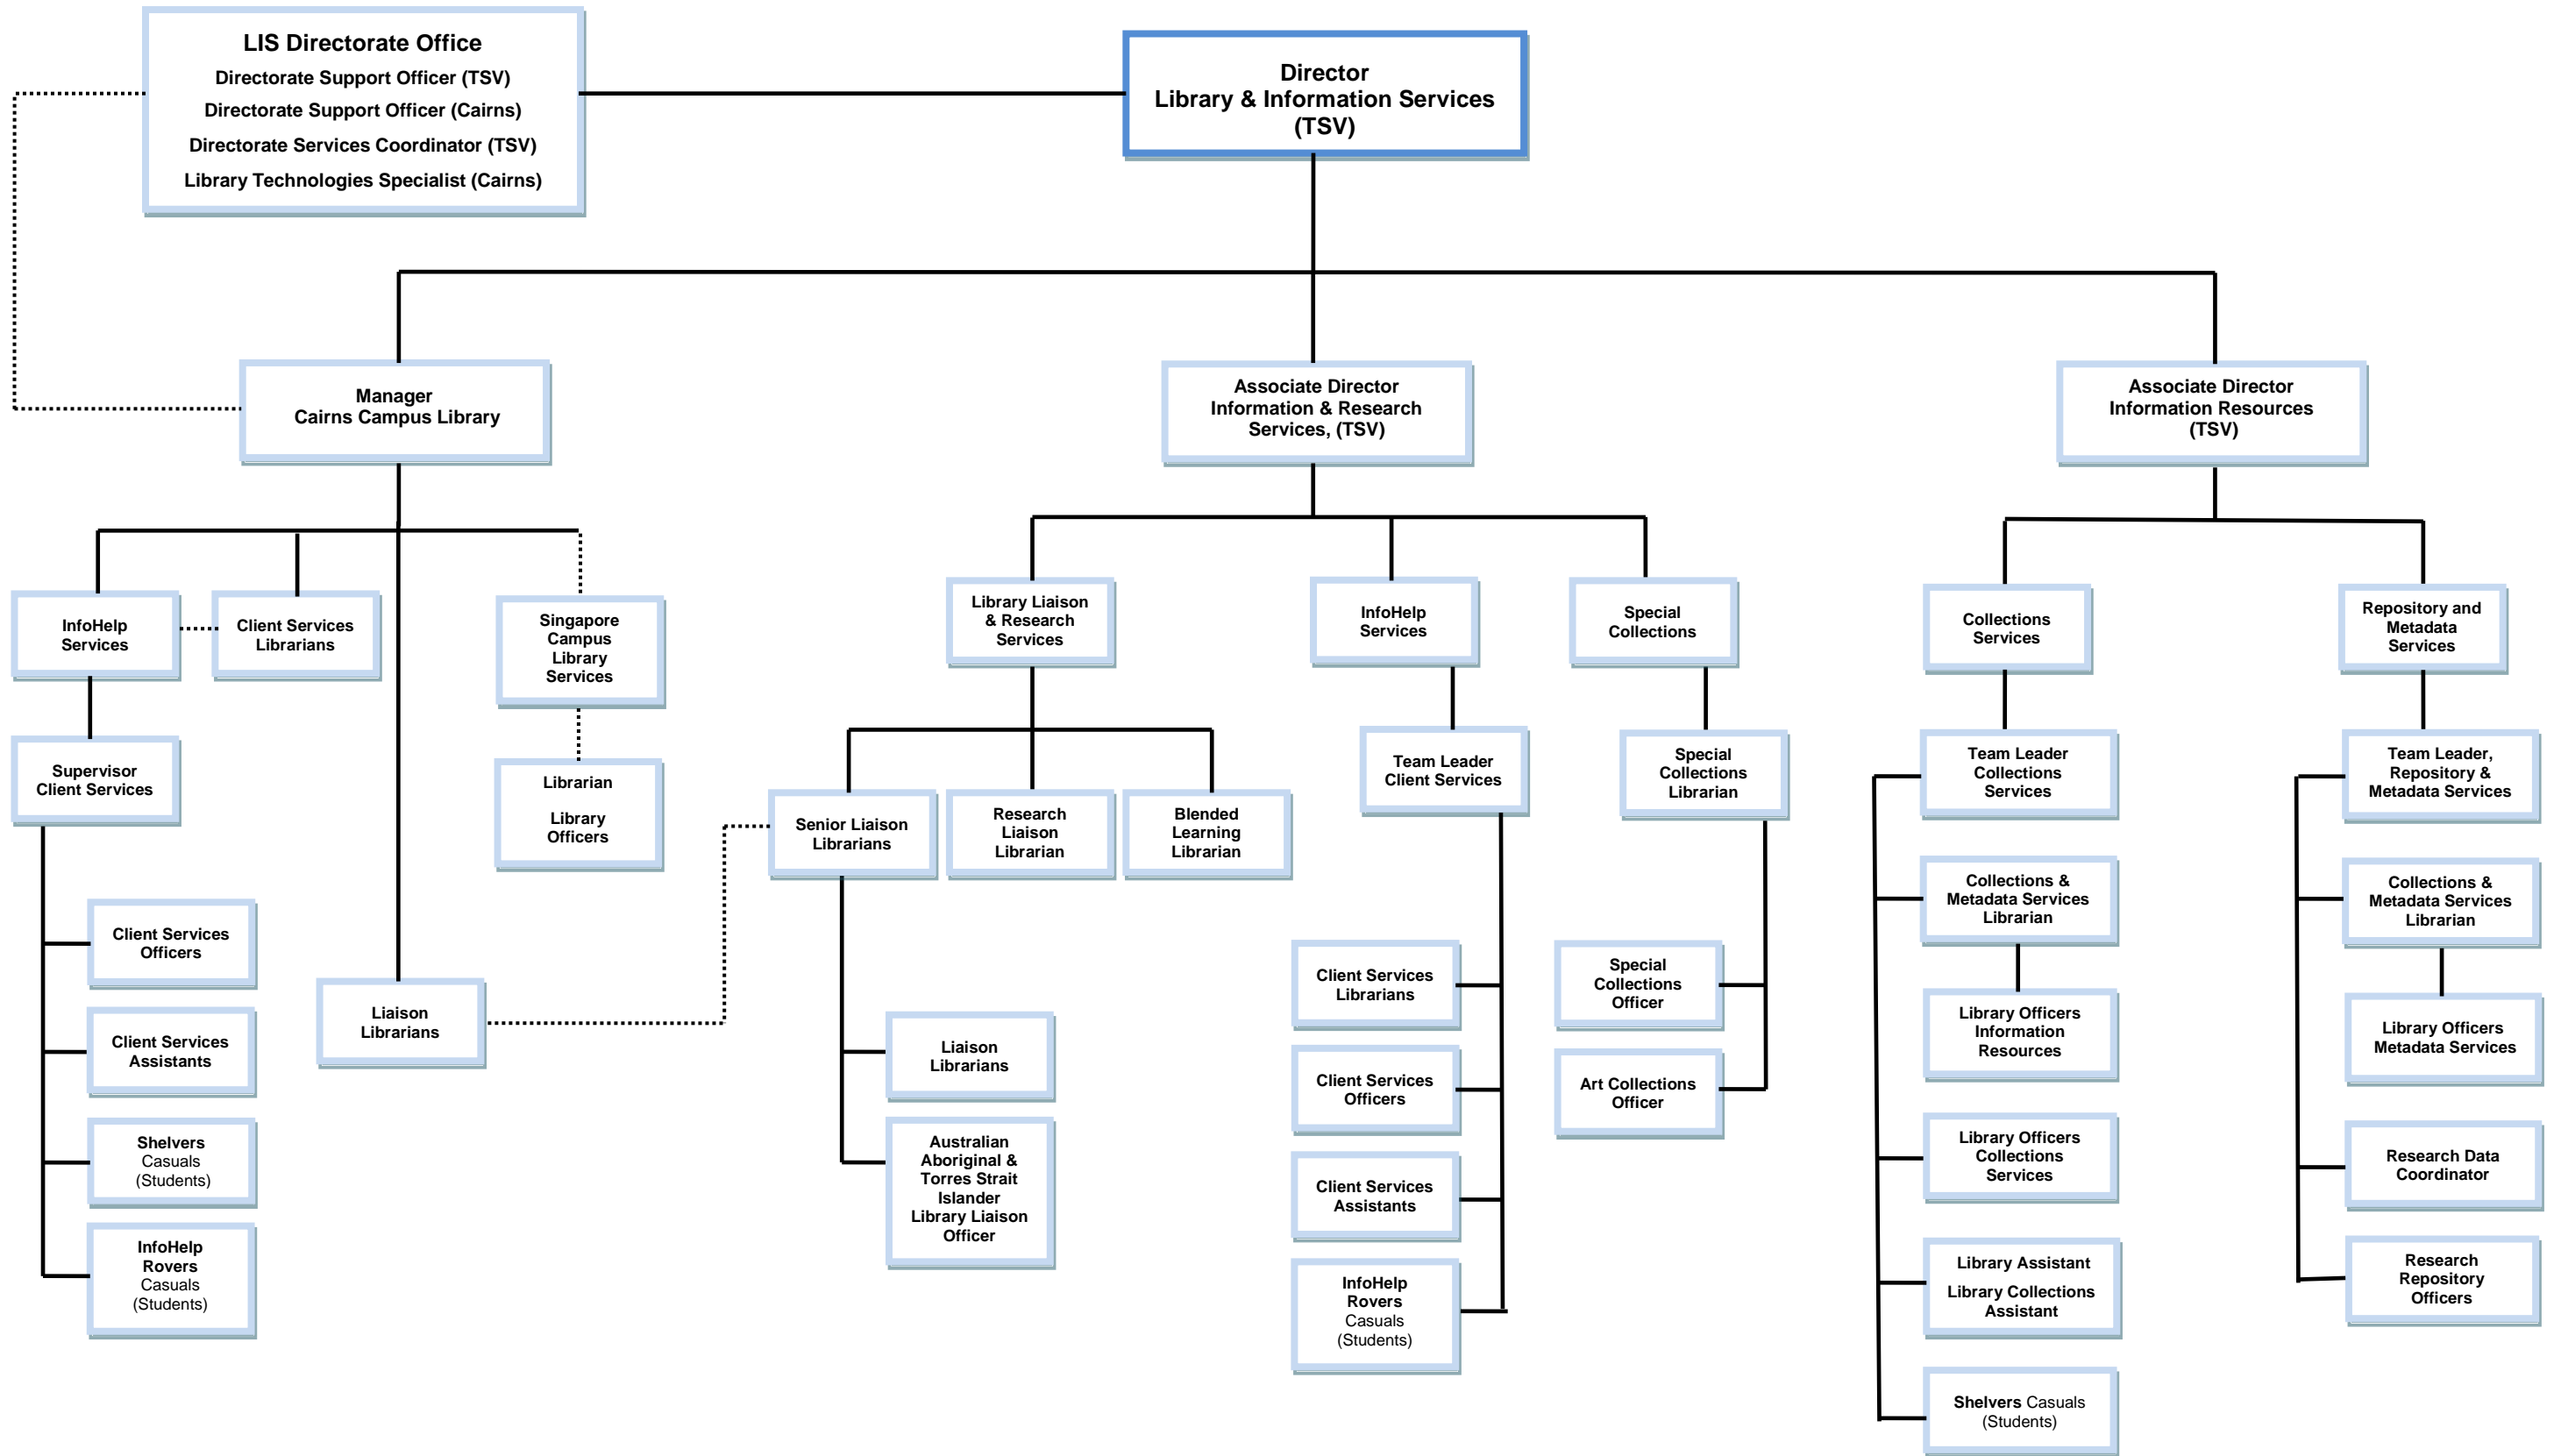 LIS Directorate Office
Directorate Support Officer (TSV)
Directorate Support Officer (Cairns)
Directorate Services Coordinator (TSV)
Library Technologies Specialist (Cairns)
Director
Library & Information Services
(TSV)
Manager
Cairns Campus Library
Associate Director
Information & Research
Services, (TSV)
Associate Director
Information Resources
(TSV)
InfoHelp
Services
Client Services
Librarians
Singapore
Campus
Library
Services
Library Liaison
& Research
Services
InfoHelp
Services
Special
Collections
Collections
Services
Repository and
Metadata
Services
Supervisor
Client Services
Librarian
Library
Officers
Senior Liaison
Librarians
Research
Liaison
Librarian
Blended
Learning
Librarian
Team Leader
Client Services
Special
Collections
Librarian
Team Leader
Collections
Services
Team Leader,
Repository &
Metadata Services
Client Services
Officers
Client Services
Assistants
Shelvers
Casuals
(Students)
InfoHelp
Rovers
Casuals
(Students)
Liaison
Librarians
Liaison
Librarians
Australian
Aboriginal &
Torres Strait
Islander
Library Liaison
Officer
Client Services
Librarians
Client Services
Officers
Client Services
Assistants
InfoHelp
Rovers
Casuals
(Students)
Special
Collections
Officer
Art Collections
Officer
Collections &
Metadata Services
Librarian
Library Officers
Information
Resources
Library Officers
Collections
Services
Library Assistant
Library Collections
Assistant
Shelvers Casuals
(Students)
Collections &
Metadata Services
Librarian
Library Officers
Metadata Services
Research Data
Coordinator
Research
Repository
Officers